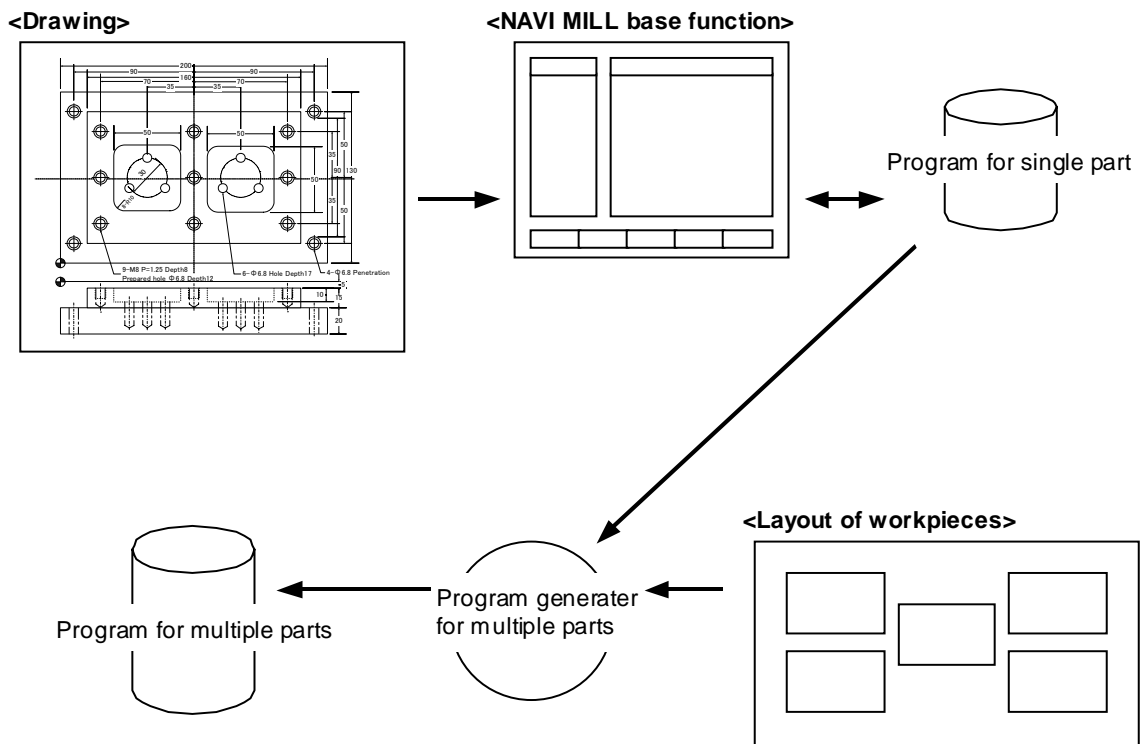 <Drawing>
<NAVI MILL base function>
200
90 90
160
70 70
35 35
50 50
30
50
35
35
50
90
130
50
9-M8 P=1.25 Depth8
Prepared hole Φ6.8 Depth12
6-Φ6.8 Hole Depth17
4-Φ6.8 Penetration
10
15
20
Program for single part
<Layout of workpieces>
Program generater
for multiple parts
Program for multiple parts